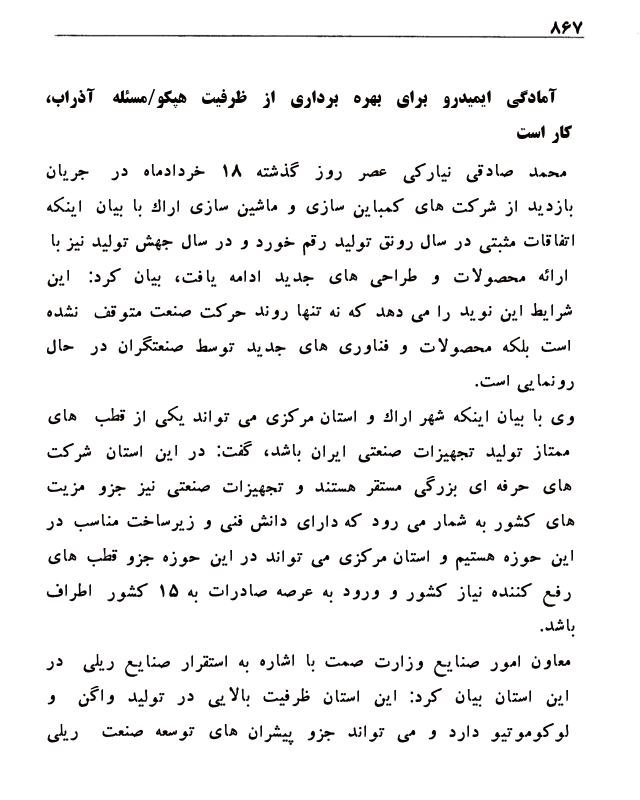 ۸۶۷
آمادگی ایمیدرو برای بهره برداری از ظرفیت هپکو/مسئله آذراب،
کار است
محمد صادقی نیارکی عصر روز گذشته ۱۸ خردادماه در جریان
بازدید از شرکت های کمباین سازی و ماشین سازی اراک با بیان اینکه
اتفاقات مثبتی در سال رونق تولید رقم خورد و در سال جهش تولید نیز با
ارائه محصولات و طراحی های جدید ادامه یافت، بیان کرد: این
شرایط این نوید را می دهد که نه تنها روند حرکت صنعت متوقف نشده
است بلکه محصولات و فناوری های جدید توسط صنعتگران در حال
رونمایی است.
وی با بیان اینکه شهر اراک و استان مرکزی می تواند یکی از قطب های
ممتاز تولید تجهیزات صنعتی ایران باشد، گفت: در این استان شرکت
های حرفه ای بزرگی مستقر هستند و تجهیزات صنعتی نیز جزو مزیت
های کشور به شمار می رود که دارای دانش فنی و زیرساخت مناسب در
این حوزه هستیم و استان مرکزی می تواند در این حوزه جزو قطب های
رفع کننده نیاز کشور و ورود به عرصه صادرات به ۱۵ کشور اطراف
باشد.
معاون امور صنایع وزارت صمت با اشاره به استقرار صنایع ریلی در
این استان بیان کرد: این استان ظرفیت بالایی در تولید واگن و
لوکوموتیو دارد و می تواند جزو پیشران های توسعه صنعت ریلی